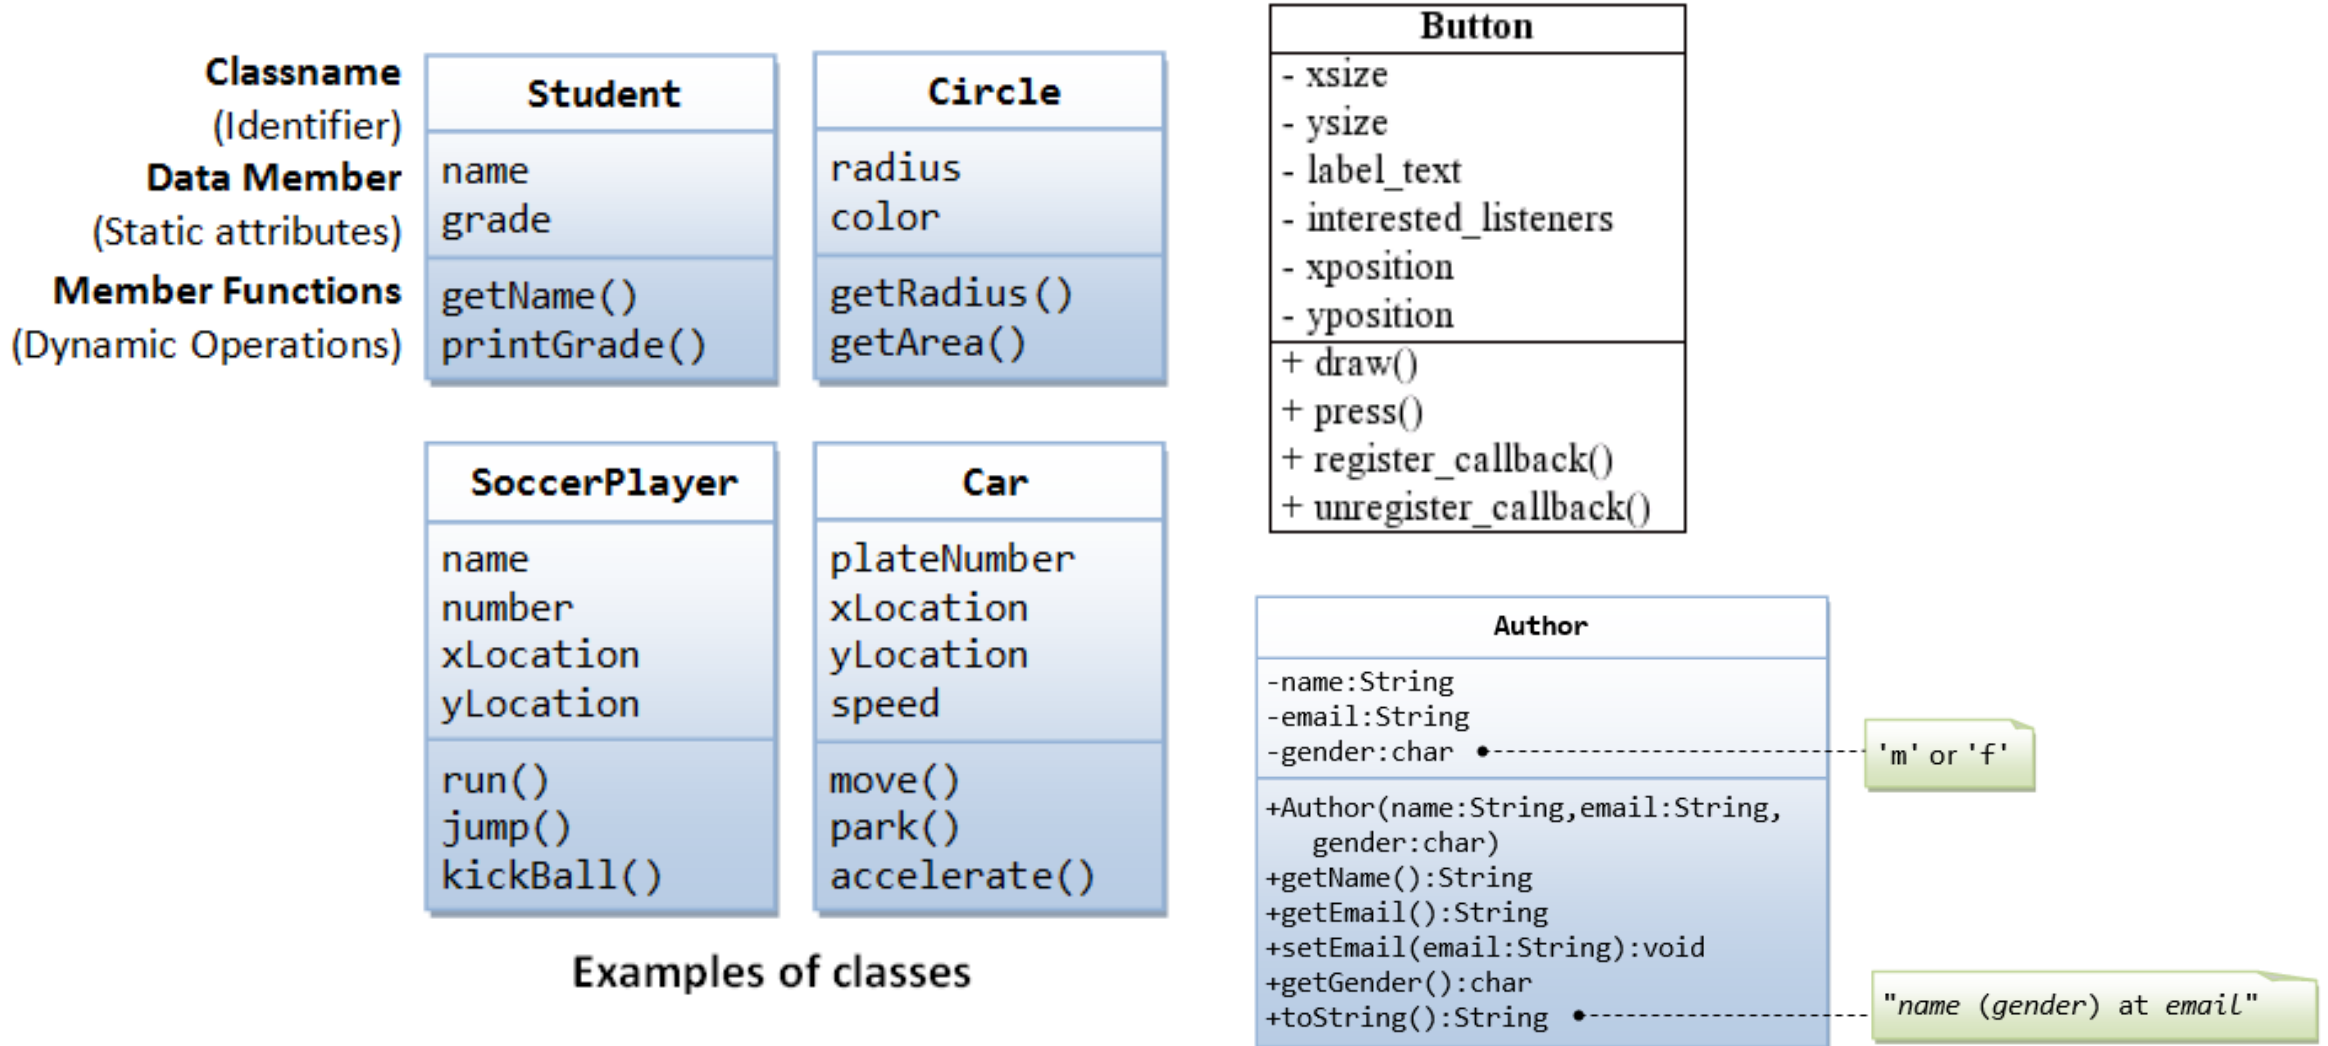 Classname
(Identifier)
Data Member
(Static attributes)
Member Functions
(Dynamic Operations)
Student
name
grade
getName()
printGrade()
Circle
radius
color
getRadius()
getArea()
SoccerPlayer
name
number
xLocation
yLocation
run()
jump()
kickBall()
Car
plateNumber
xLocation
yLocation
speed
move()
park()
accelerate()
Examples of classes
Button
- xsize
- ysize
- label_text
- interested_listeners
- xposition
- yposition
+ draw()
+ press()
+ register_callback()
+ unregister_callback()
Author
-name:String
-email:String
-gender:char
'm' or 'f'
+Author(name:String,email:String,
gender:char)
+getName():String
+getEmail():String
+setEmail(email:String):void
+getGender():char
+toString():String
"name (gender) at email"